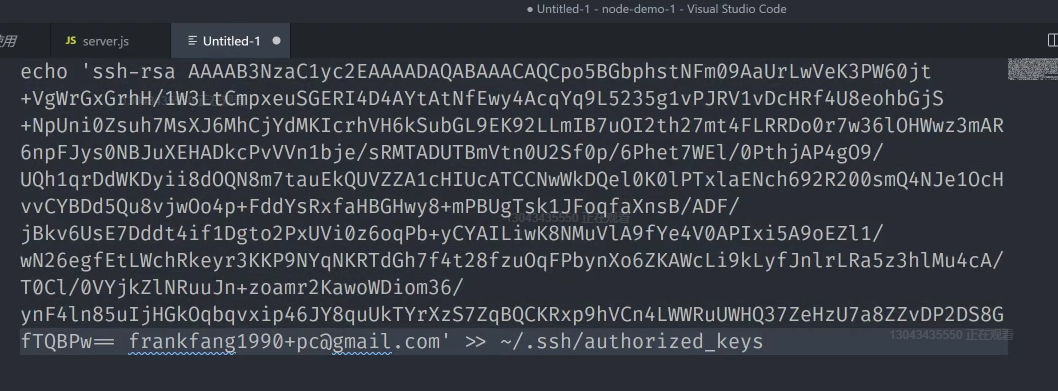 Untitled-1 - node-demo-1 - Visual Studio Code
使用 JS server.js Untitled-1
echo 'ssh-rsa AAAAB3NzaC1yc2EAAAADAQABAAACAQCpo5BGbphstNFm09AaUrLwVeK3PW60jt
+VgWrGxGrhH/1W3ItcCmpxeuSGERI4D4AYtAtNfEwy4AcqYq9L5235g1vPJRV1vDcHRf4U8eohbGjS
+NpUni0Zsuh7MsXJ6MhCjYdMKIcrhVH6kSubGL9EK92LLmIB7uOI2th27mt4FLRRDo0r7w36lOHWwz3mAR
6npFJys0NBJuXEHADkcPvVVn1bje/sRMTADUTBmVtn0U2Sf0p/6Phet7WEl/0PthjAP4gO9/
UQh1qrDdWKDyii8dOQN8m7tauEkQUVZZA1cHIUcATCCNwWkDQel0K0lPTxlaENch692R200smQ4NJe1OcH
vvCYBDd5Qu8vjwOo4p+FddYsRxfaHBGHwy8+mPBUgTsk1JFoqfaXnsB/ADF/
13043435550 正在观看
jBkv6UsE7Dddt4if1Dgto2PxUVi0z6oqPb+yCYAILiwK8NMuVlA9fYe4V0APIxi5A9oEZl1/
wN26egfEtLWchRkeyr3KKP9NYqNKRTdGh7f4t28fzuOqFPbynXo6ZKAWcLi9kLyfJnlrLRa5z3hlMu4cA/
T0Cl/0VYjkZlNRuuJn+zoamr2KawoWDiom36/
ynF4ln85uIjHGkOqbqvxip46JY8quUkTYrXzS7ZqBQCKRxp9hVCn4LWWRuUWHQ37ZeHzU7a8ZZvDP2DS8G
fTQBPw== frankfang1990+pc@gmail.com' >> ~/.ssh/authorized_keys
13043435550 正在观看